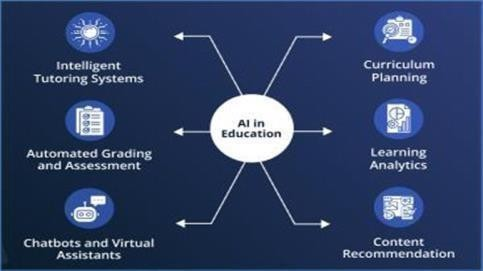 Intelligent
Tutoring Systems
Automated Grading
and Assessment
Chatbots and Virtual
Assistants
AI in
Education
Curriculum
Planning
Learning
Analytics
Content
Recommendation